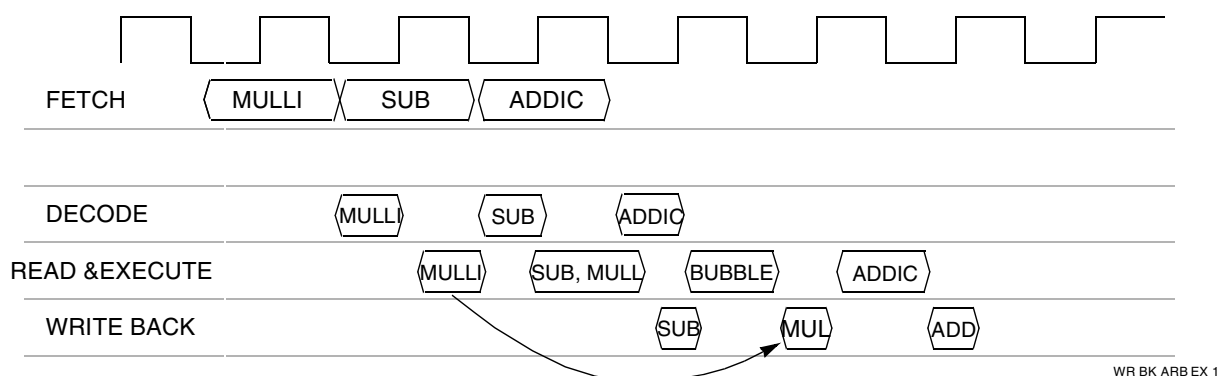 FETCH MULLI SUB ADDIC
DECODE MULLI SUB ADDIC
READ &EXECUTE MULLI SUB, MULL BUBBLE ADDIC
WRITE BACK SUB MUL ADD
WR BK ARB EX 1